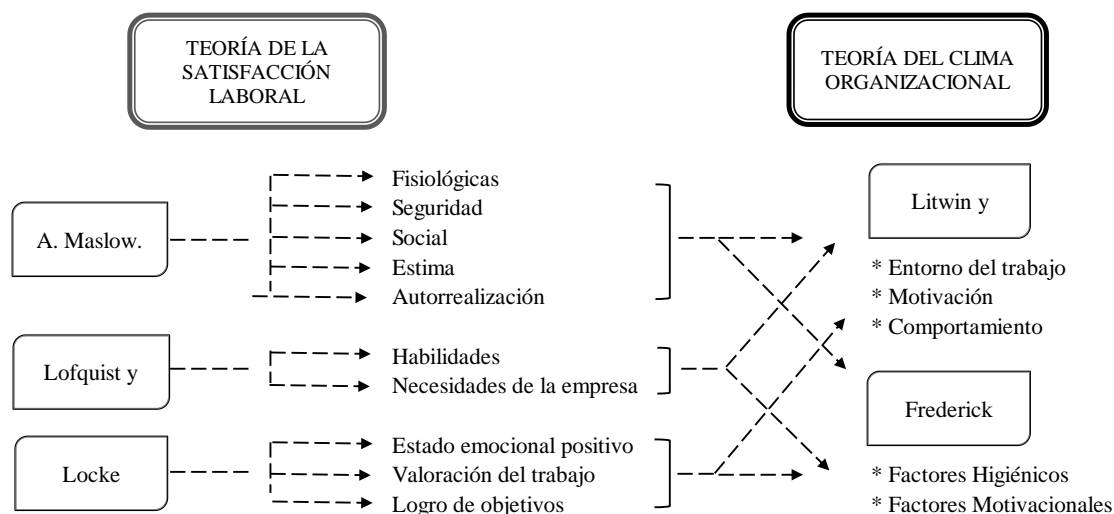 TEORÍA DE LA
SATISFACCIÓN
LABORAL
TEORÍA DEL CLIMA
ORGANIZACIONAL
A. Maslow.
Fisiológicas
Seguridad
Social
Estima
Autorrealización
Lofquist y
Habilidades
Necesidades de la empresa
Locke
Estado emocional positivo
Valoración del trabajo
Logro de objetivos
Litwin y
* Entorno del trabajo
* Motivación
* Comportamiento
Frederick
* Factores Higiénicos
* Factores Motivacionales